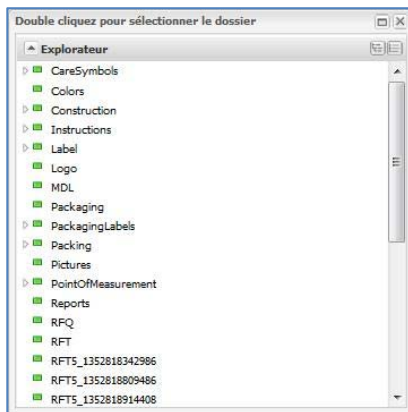 Double cliquez pour sélectionner le dossier
Explorateur
CareSymbols
Colors
Construction
Instructions
Label
Logo
MDL
Packaging
PackagingLabels
Packing
Pictures
PointOfMeasurement
Reports
RFQ
RFT
RFT5_1352818342986
RFT5_1352818809486
RFT5_1352818914408